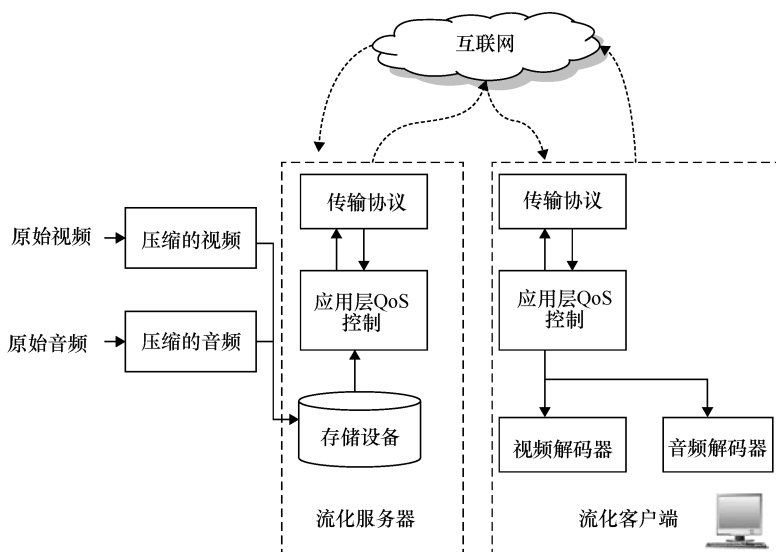 互联网
传输协议
传输协议
原始视频
压缩的视频
应用层QoS
控制
应用层QoS
控制
原始音频
压缩的音频
存储设备
视频解码器
音频解码器
流化服务器
流化客户端